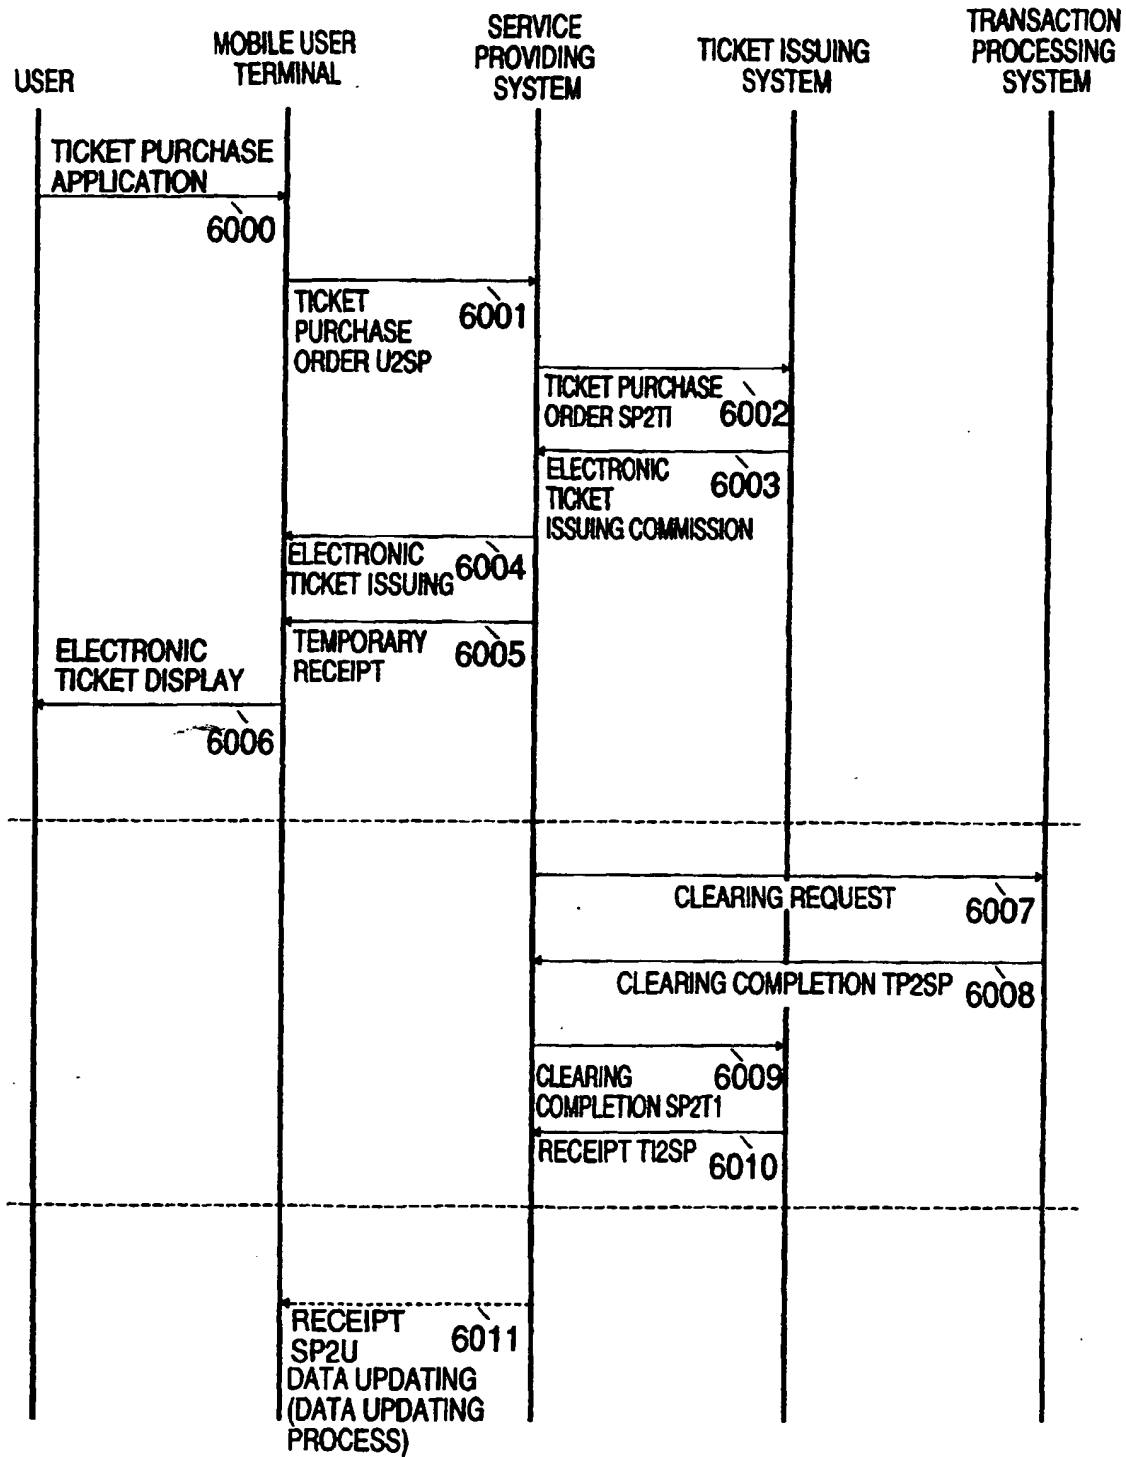 USER
MOBILE USER
TERMINAL
SERVICE
PROVIDING
SYSTEM
TICKET ISSUING
SYSTEM
TRANSACTION
PROCESSING
SYSTEM
TICKET PURCHASE
APPLICATION
6000
TICKET
PURCHASE
ORDER U2SP
6001
TICKET PURCHASE
ORDER SP2TI
6002
ELECTRONIC
TICKET
ISSUING COMMISSION
6003
ELECTRONIC
TICKET ISSUING
6004
TEMPORARY
RECEIPT
6005
ELECTRONIC
TICKET DISPLAY
6006
CLEARING REQUEST
6007
CLEARING COMPLETION TP2SP
6008
CLEARING
COMPLETION SP2T1
6009
RECEIPT TI2SP
6010
RECEIPT
SP2U
6011
DATA UPDATING
(DATA UPDATING
PROCESS)